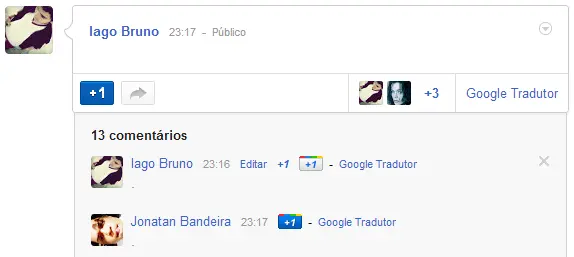 Iago Bruno 23:17 - Público
+1 +3 Google Tradutor
13 comentários
Iago Bruno 23:16 Editar +1 +1 - Google Tradutor
.
Jonatan Bandeira 23:17 +1 - Google Tradutor
.